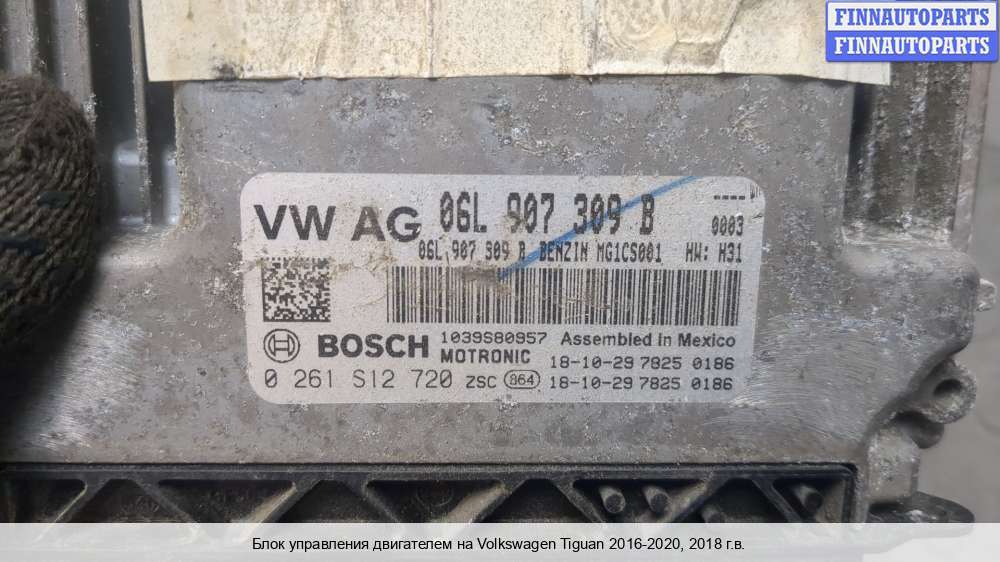 FINNAUTOPARTS
FINNAUTOPARTS
VW AG 06L 907 309 B ---- 0003
06L 907 309 B BENZIN MG1CS001 HW: H31
BOSCH 1039S80957 Assembled in Mexico
MOTRONIC 18-10-29 7825 0186
0 261 S12 720 ZSC 864 18-10-29 7825 0186
Блок управления двигателем на Volkswagen Tiguan 2016-2020, 2018 г.в.